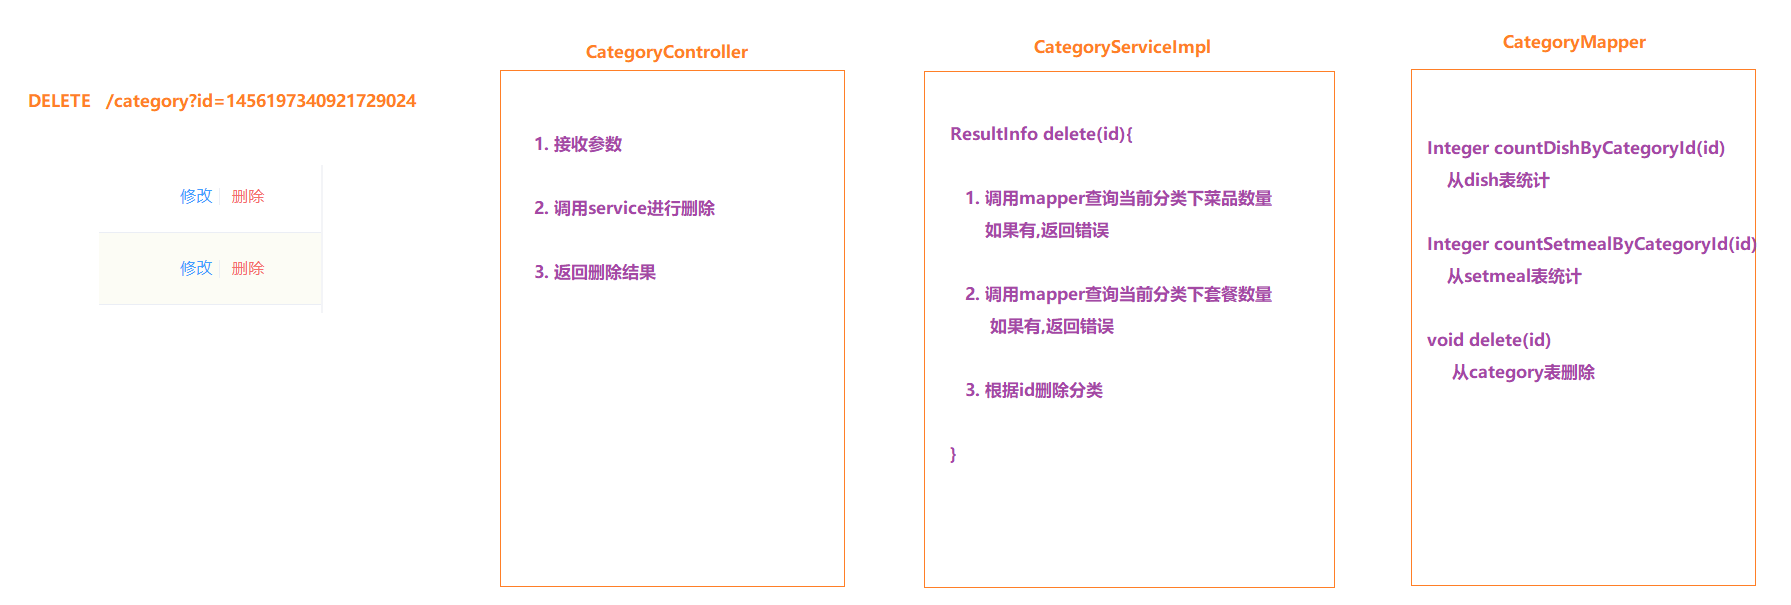 DELETE /category?id=1456197340921729024
修改 删除
修改 删除
CategoryController
1. 接收参数
2. 调用service进行删除
3. 返回删除结果
CategoryServiceImpl
ResultInfo delete(id){
1. 调用mapper查询当前分类下菜品数量
如果有,返回错误
2. 调用mapper查询当前分类下套餐数量
如果有,返回错误
3. 根据id删除分类
}
CategoryMapper
Integer countDishByCategoryId(id)
从dish表统计
Integer countSetmealByCategoryId(id)
从setmeal表统计
void delete(id)
从category表删除